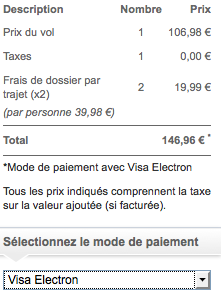 Description Nombre Prix
Prix du vol 1 106,98 €
Taxes 1 0,00 €
Frais de dossier par
trajet (x2) 2 19,99 €
(par personne 39,98 €)
Total 146,96 € *
*Mode de paiement avec Visa Electron
Tous les prix indiqués comprennent la taxe
sur la valeur ajoutée (si facturée).
Sélectionnez le mode de paiement
Visa Electron